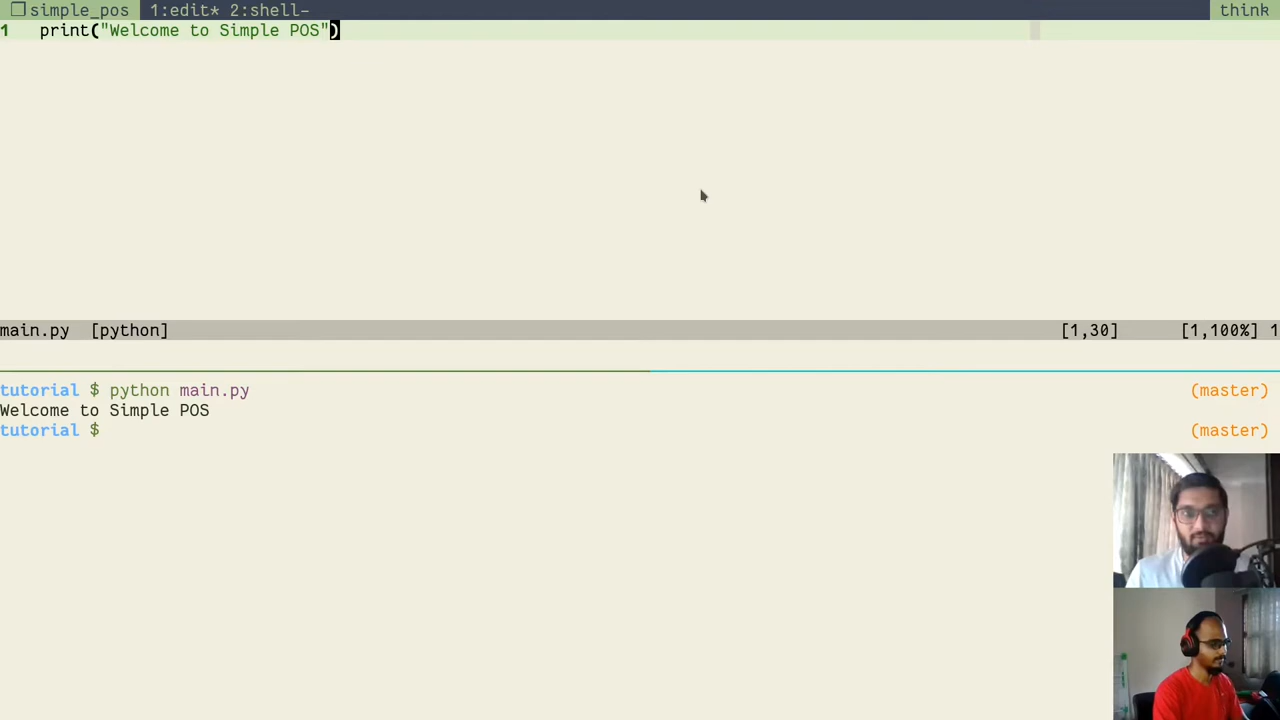 ❐ simple_pos 1:edit* 2:shell- think
1 print("Welcome to Simple POS")
main.py [python] [1,30] [1,100%] 1
tutorial $ python main.py (master)
Welcome to Simple POS
tutorial $ (master)